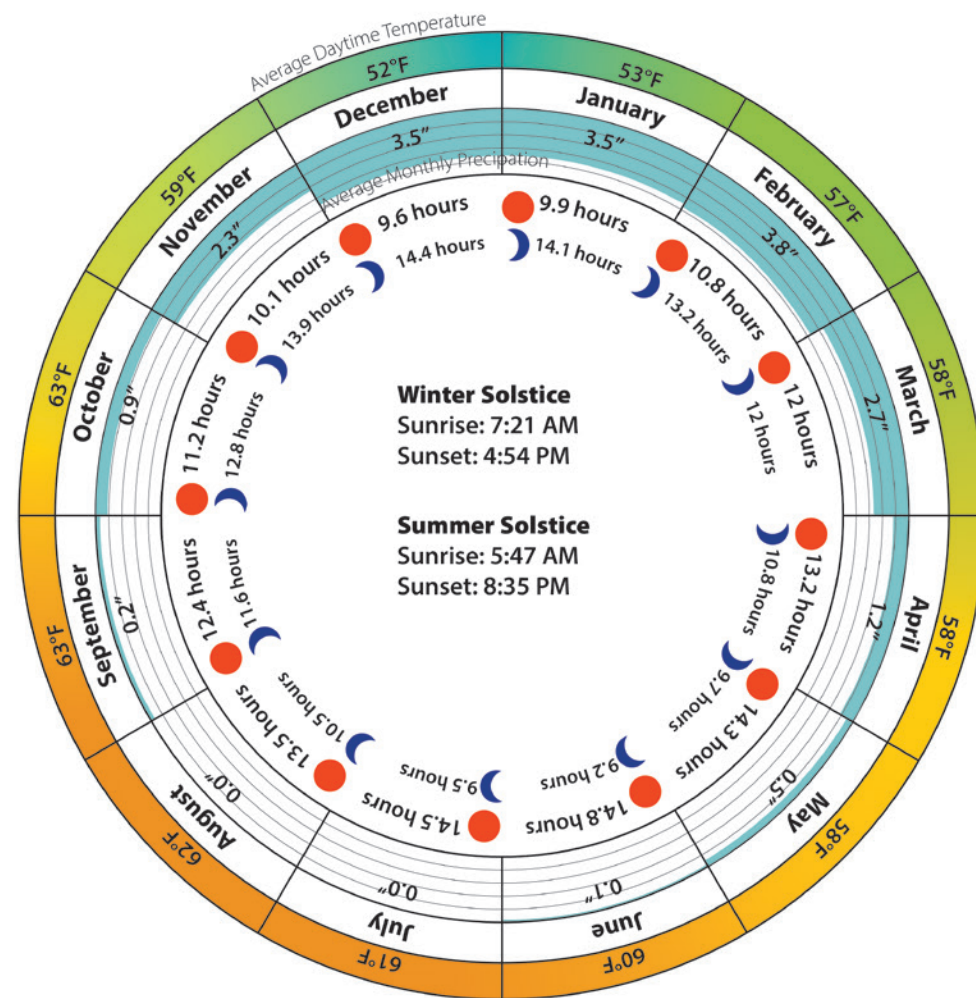 Average Daytime Temperature
52°F
53°F
57°F
58°F
58°F
58°F
60°F
61°F
62°F
63°F
63°F
59°F
December
January
February
March
April
May
June
July
August
September
October
November
3.5"
3.5"
3.8"
2.7"
1.2"
0.5"
0.1"
0.0"
0.0"
0.2"
0.9"
2.3"
Average Monthly Precipation
9.6 hours
9.9 hours
10.8 hours
12 hours
13.2 hours
14.3 hours
14.8 hours
14.5 hours
13.5 hours
12.4 hours
11.2 hours
10.1 hours
14.4 hours
14.1 hours
13.2 hours
12 hours
10.8 hours
9.7 hours
9.2 hours
9.5 hours
10.5 hours
11.6 hours
12.8 hours
13.9 hours
Winter Solstice
Sunrise: 7:21 AM
Sunset: 4:54 PM
Summer Solstice
Sunrise: 5:47 AM
Sunset: 8:35 PM